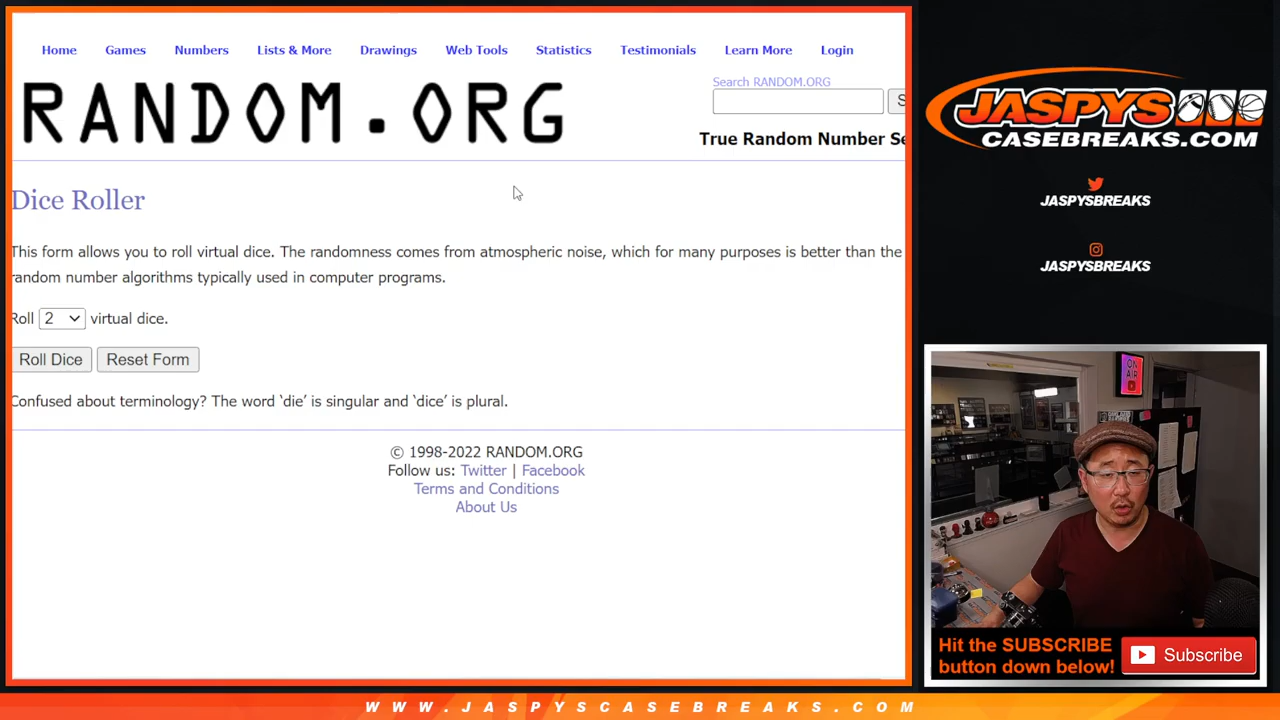 Home Games Numbers Lists & More Drawings Web Tools Statistics Testimonials Learn More Login
RANDOM.ORG
Search RANDOM.ORG
S
True Random Number Se
Dice Roller
This form allows you to roll virtual dice. The randomness comes from atmospheric noise, which for many purposes is better than the
random number algorithms typically used in computer programs.
Roll 2 virtual dice.
Roll Dice Reset Form
Confused about terminology? The word ‘die’ is singular and ‘dice’ is plural.
© 1998-2022 RANDOM.ORG
Follow us: Twitter | Facebook
Terms and Conditions
About Us
JASPYS
CASEBREAKS.COM
JASPYSBREAKS
JASPYSBREAKS
ON
AIR
Hit the SUBSCRIBE
button down below!
Subscribe
WWW.JASPYSCASEBREAKS.COM